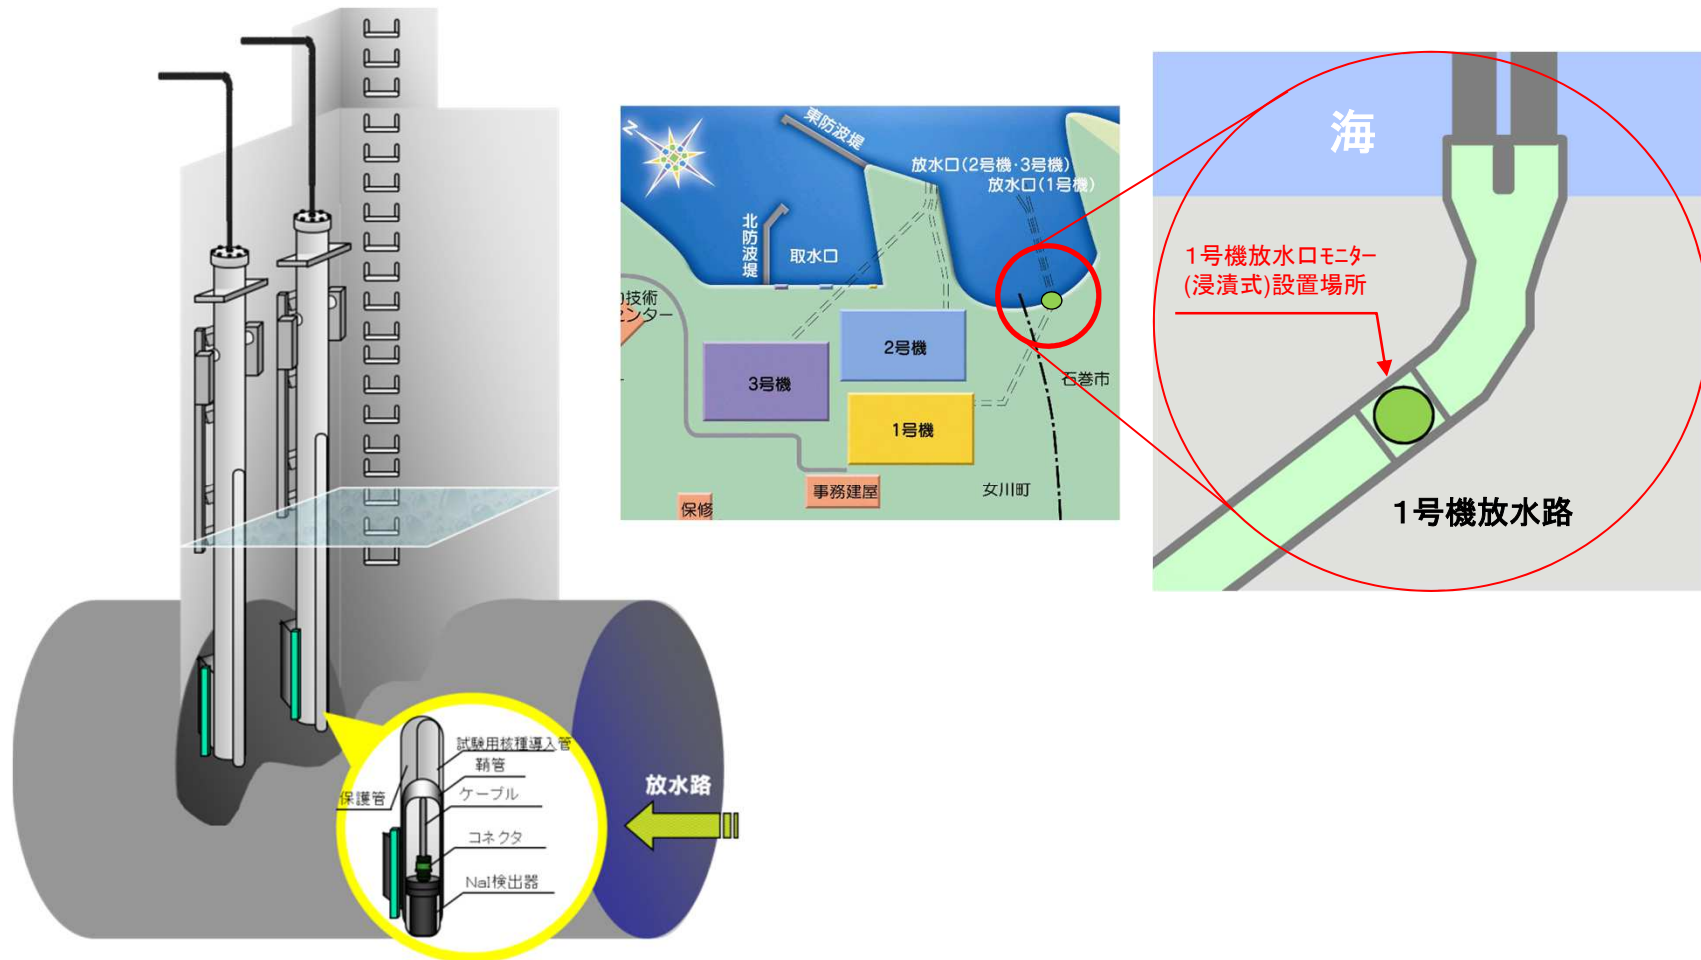 試験用核種導入管
鞘管
保護管
ケーブル
コネクタ
NaI検出器
放水路
N
東防波堤
放水口(2号機・3号機)
放水口(1号機)
北防波堤
取水口
技術
センター
2号機
3号機
1号機
石巻市
女川町
事務建屋
保修
海
1号機放水口モニター
(浸漬式)設置場所
1号機放水路